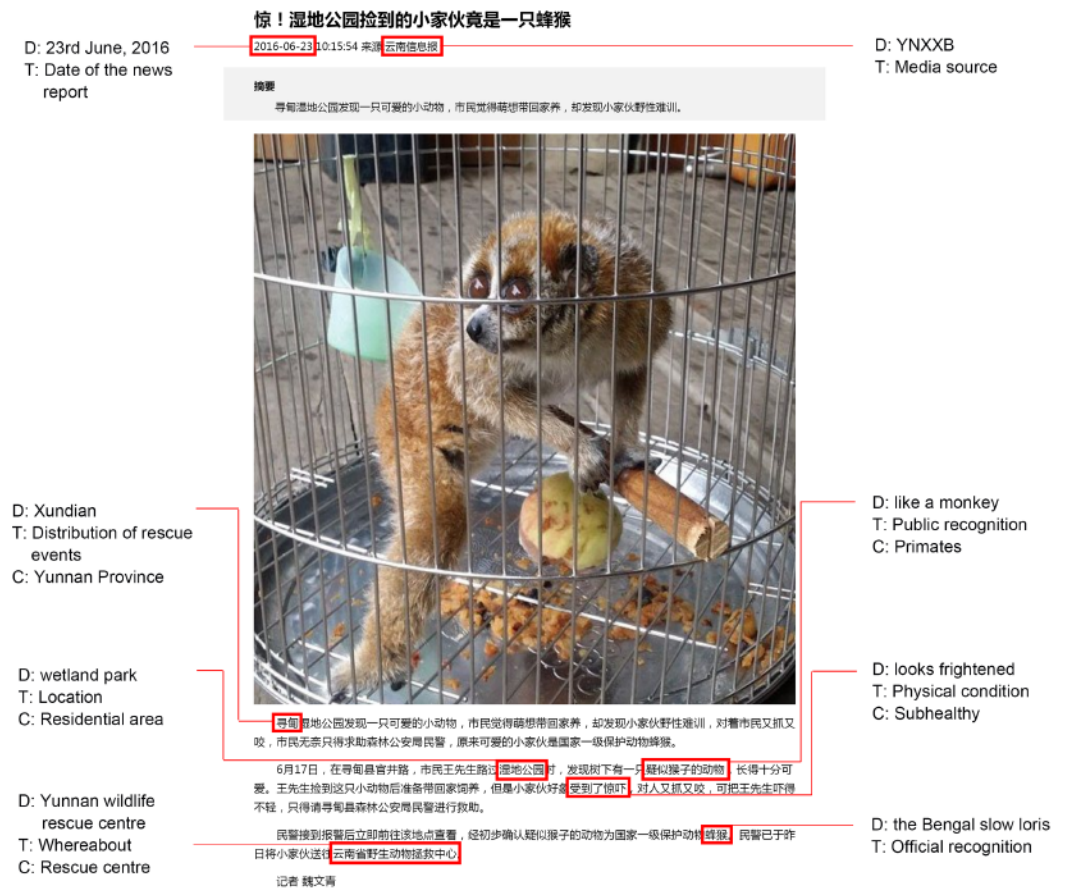 惊！湿地公园捡到的小家伙竟是一只蜂猴
D: 23rd June, 2016
T: Date of the news
report
2016-06-23 10:15:54 来源 云南信息报
D: YNXXB
T: Media source
摘要
寻甸湿地公园发现一只可爱的小动物，市民觉得萌想带回家养，却发现小家伙野性难训。
D: Xundian
T: Distribution of rescue
events
C: Yunnan Province
D: like a monkey
T: Public recognition
C: Primates
D: wetland park
T: Location
C: Residential area
D: looks frightened
T: Physical condition
C: Subhealthy
寻甸湿地公园发现一只可爱的小动物，市民觉得萌想带回家养，却发现小家伙野性难训，对着市民又抓又
咬，市民无奈只得求助森林公安局民警，原来可爱的小家伙是国家一级保护动物蜂猴。
6月17日，在寻甸县官井路，市民王先生路过湿地公园时，发现树下有一只疑似猴子的动物，长得十分可
爱。王先生捡到这只小动物后准备带回家饲养，但是小家伙好象受到了惊吓，对人又抓又咬，可把王先生吓得
不轻，只得请寻甸县森林公安局民警进行救助。
D: Yunnan wildlife
rescue centre
T: Whereabout
C: Rescue centre
D: the Bengal slow loris
T: Official recognition
民警接到报警后立即前往该地点查看，经初步确认疑似猴子的动物为国家一级保护动物蜂猴。民警已于昨
日将小家伙送往云南省野生动物拯救中心。
记者 魏文青